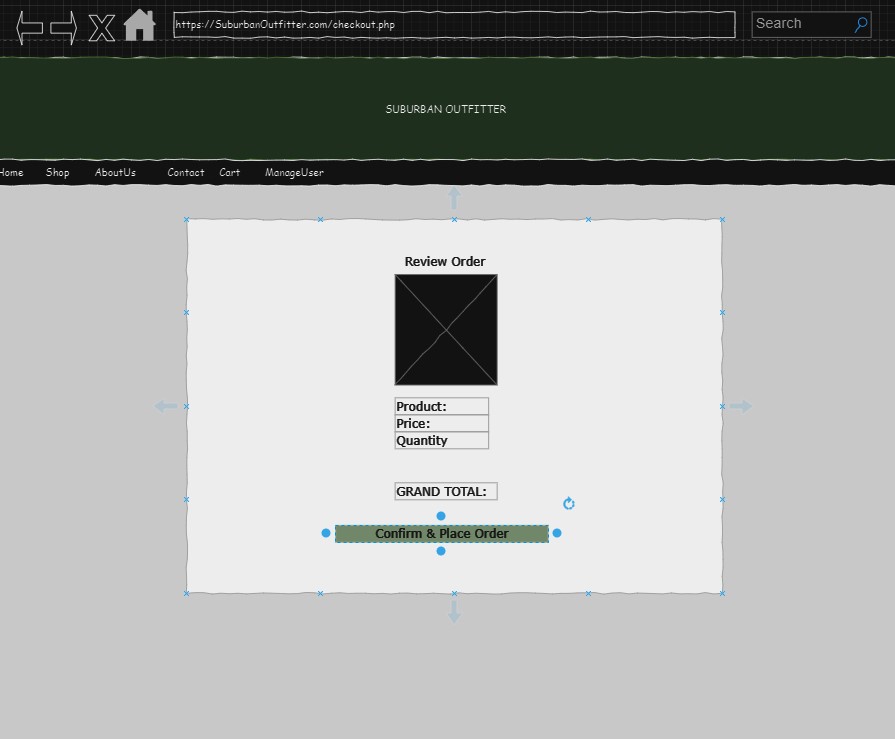 https://SuburbanOutfitter.com/checkout.php
Search
SUBURBAN OUTFITTER
Home Shop AboutUs Contact Cart ManageUser
Review Order
Product:
Price:
Quantity
GRAND TOTAL:
Confirm & Place Order